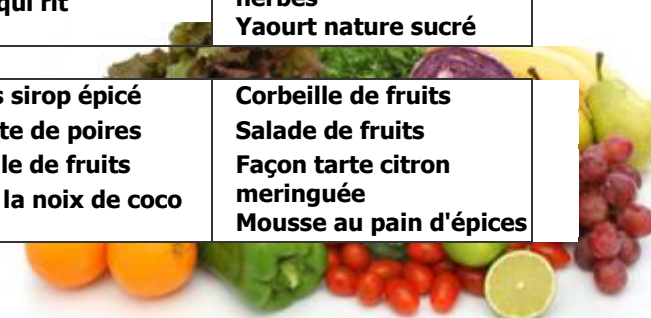 qui rit
herbes
Yaourt nature sucré
sirop épicé
te de poires
le de fruits
la noix de coco
Corbeille de fruits
Salade de fruits
Façon tarte citron
meringuée
Mousse au pain d'épices